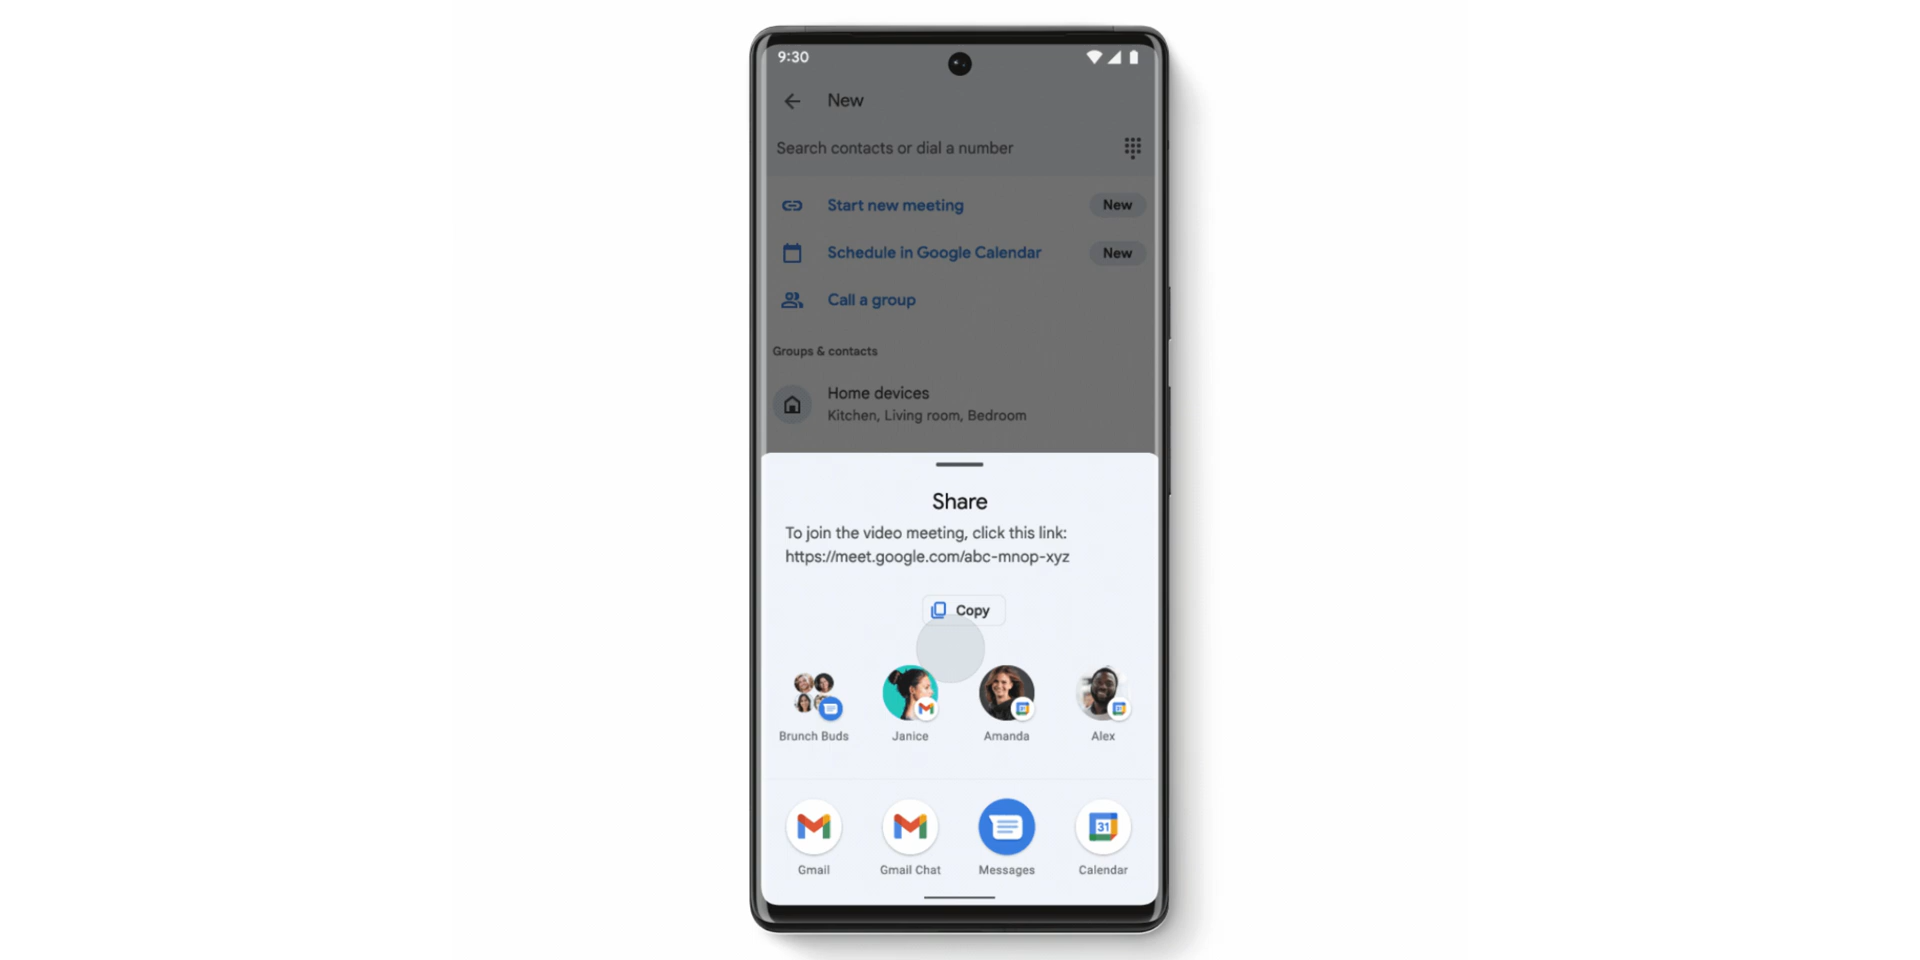 9:30
New
Search contacts or dial a number
Start new meeting New
Schedule in Google Calendar New
Call a group
Groups & contacts
Home devices
Kitchen, Living room, Bedroom
Share
To join the video meeting, click this link:
https://meet.google.com/abc-mnop-xyz
Copy
Brunch Buds Janice Amanda Alex
31
Gmail Gmail Chat Messages Calendar